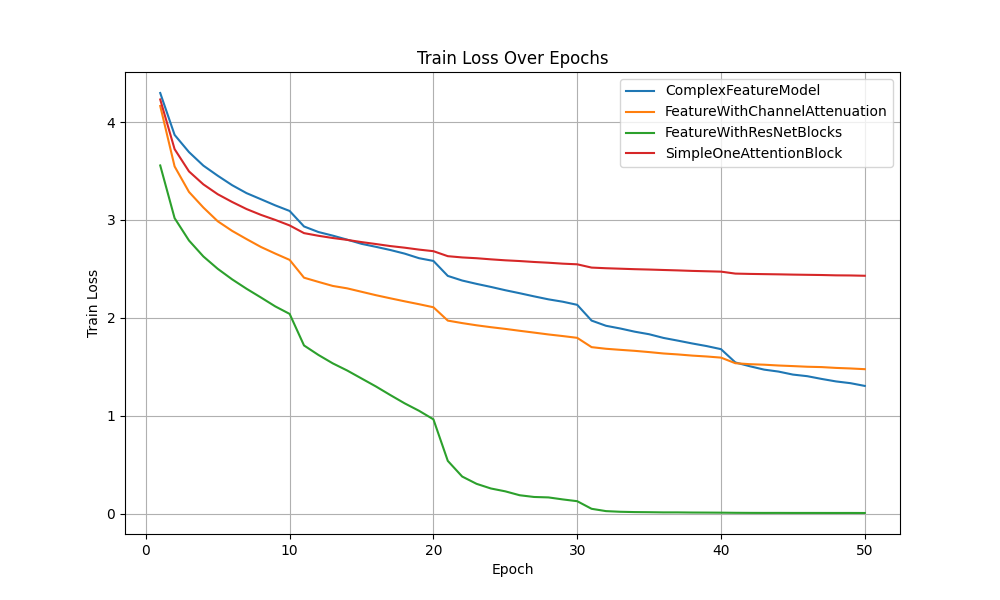 Train Loss Over Epochs
ComplexFeatureModel
FeatureWithChannelAttenuation
FeatureWithResNetBlocks
SimpleOneAttentionBlock
Train Loss
4
3
2
1
0
0 10 20 30 40 50
Epoch